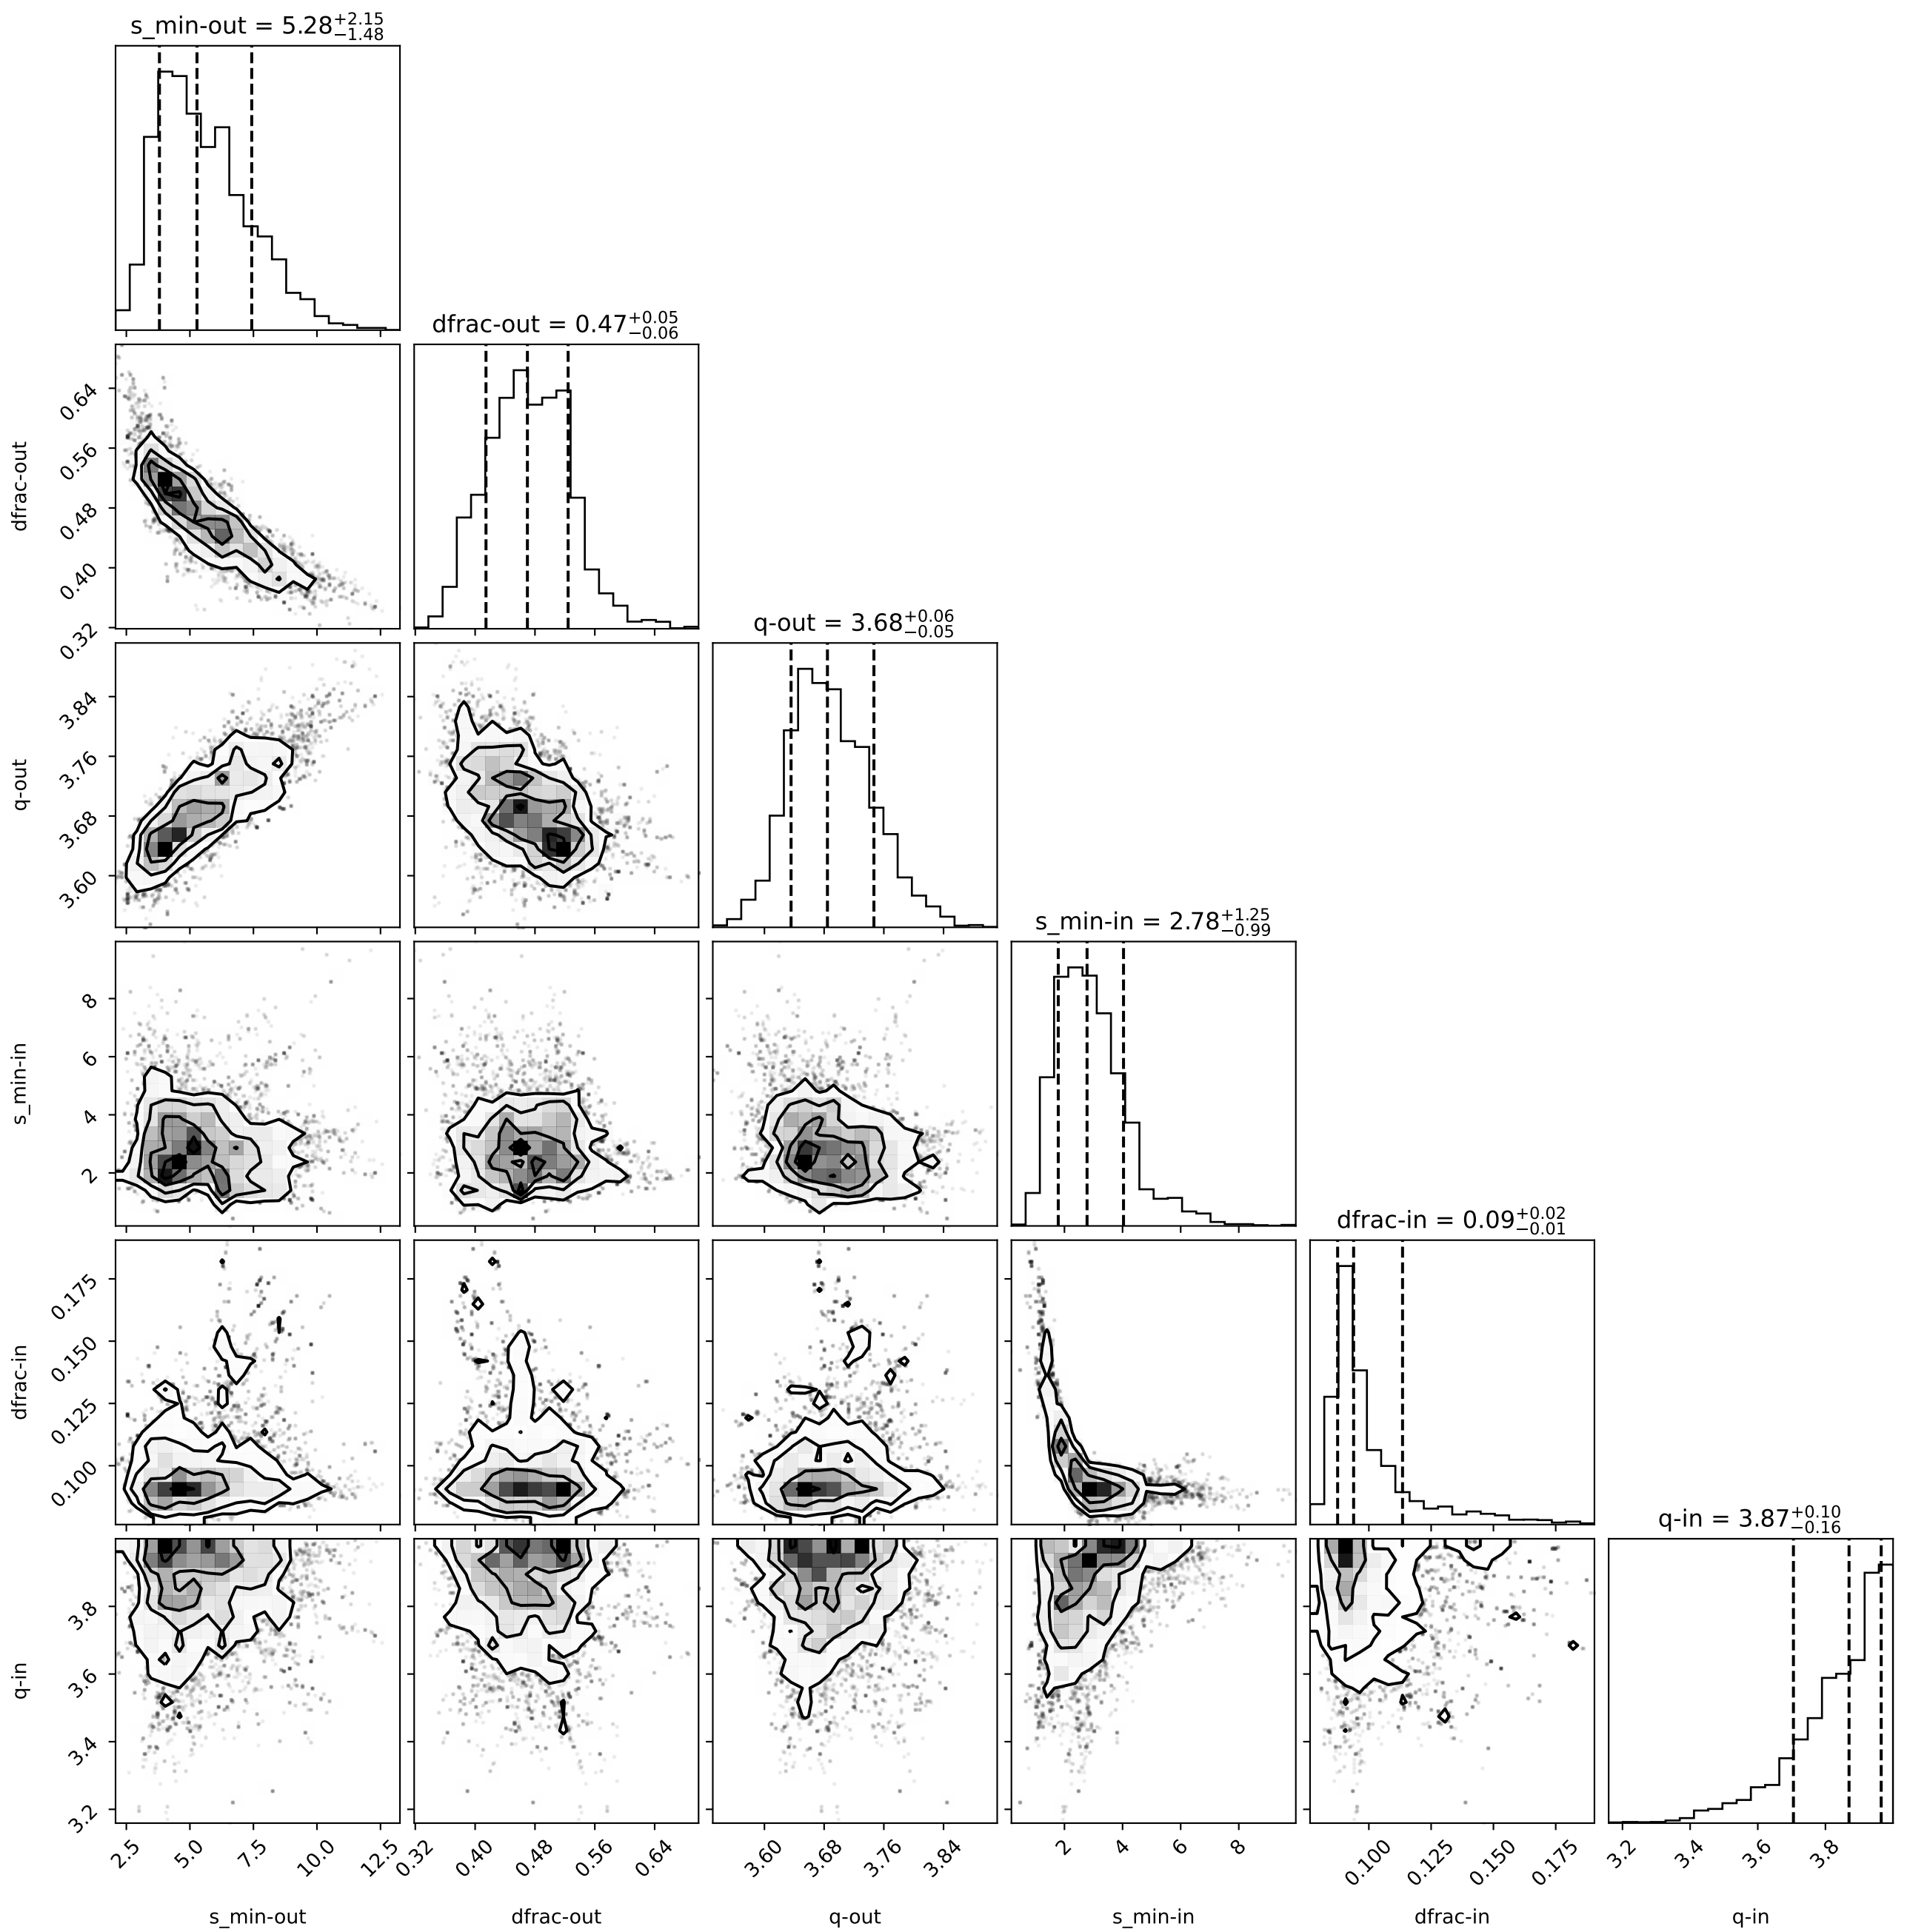 s_min-out = 5.28+2.15−1.48
dfrac-out = 0.47+0.05−0.06
0.64
0.56
0.48
0.40
0.32
dfrac-out
q-out = 3.68+0.06−0.05
3.84
3.76
3.68
3.60
q-out
s_min-in = 2.78+1.25−0.99
8
6
4
2
s_min-in
dfrac-in = 0.09+0.02−0.01
0.175
0.150
0.125
0.100
dfrac-in
q-in = 3.87+0.10−0.16
3.8
3.6
3.4
3.2
q-in
2.5 5.0 7.5 10.0 12.5 0.32 0.40 0.48 0.56 0.64 3.60 3.68 3.76 3.84 2 4 6 8 0.100 0.125 0.150 0.175 3.2 3.4 3.6 3.8
s_min-out dfrac-out q-out s_min-in dfrac-in q-in